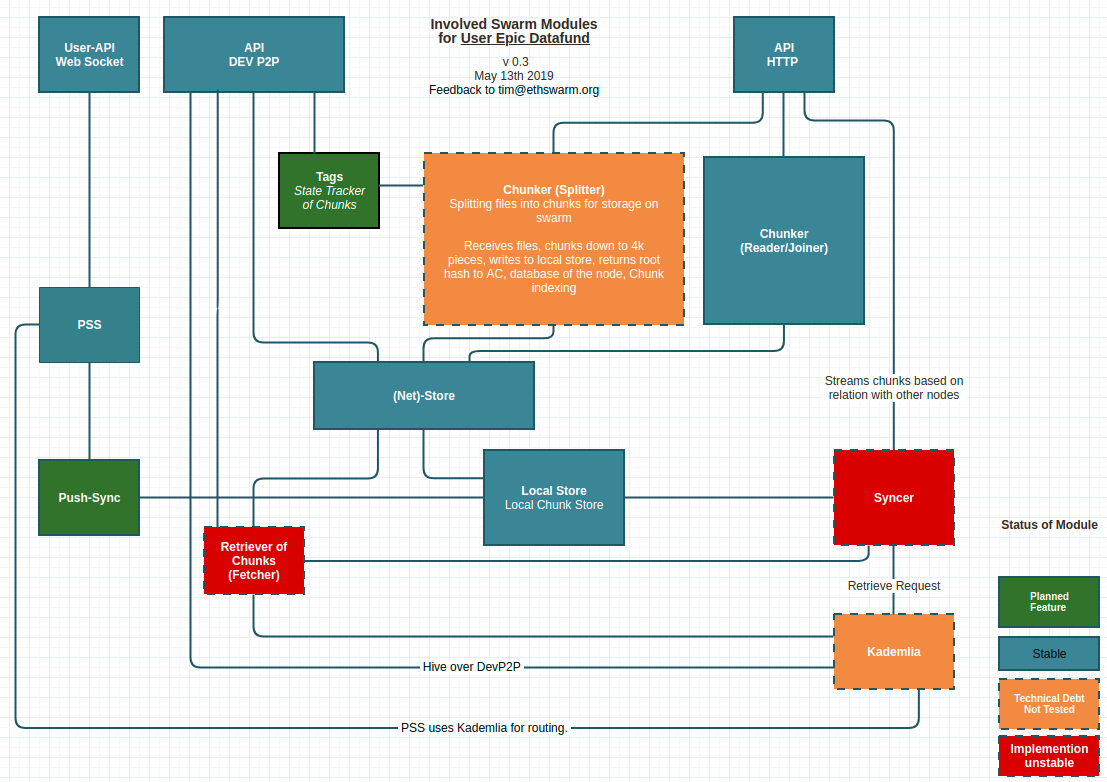 Involved Swarm Modules
for User Epic Datafund
v 0.3
May 13th 2019
Feedback to tim@ethswarm.org
User-API
Web Socket
API
DEV P2P
API
HTTP
Tags
State Tracker
of Chunks
Chunker (Splitter)
Splitting files into chunks for storage on
swarm
Receives files, chunks down to 4k
pieces, writes to local store, returns root
hash to AC, database of the node, Chunk
indexing
Chunker
(Reader/Joiner)
PSS
(Net)-Store
Streams chunks based on
relation with other nodes
Push-Sync
Local Store
Local Chunk Store
Syncer
Retriever of
Chunks
(Fetcher)
Retrieve Request
Kademlia
Hive over DevP2P
PSS uses Kademlia for routing.
Status of Module
Planned
Feature
Stable
Technical Debt
Not Tested
Implemention
unstable